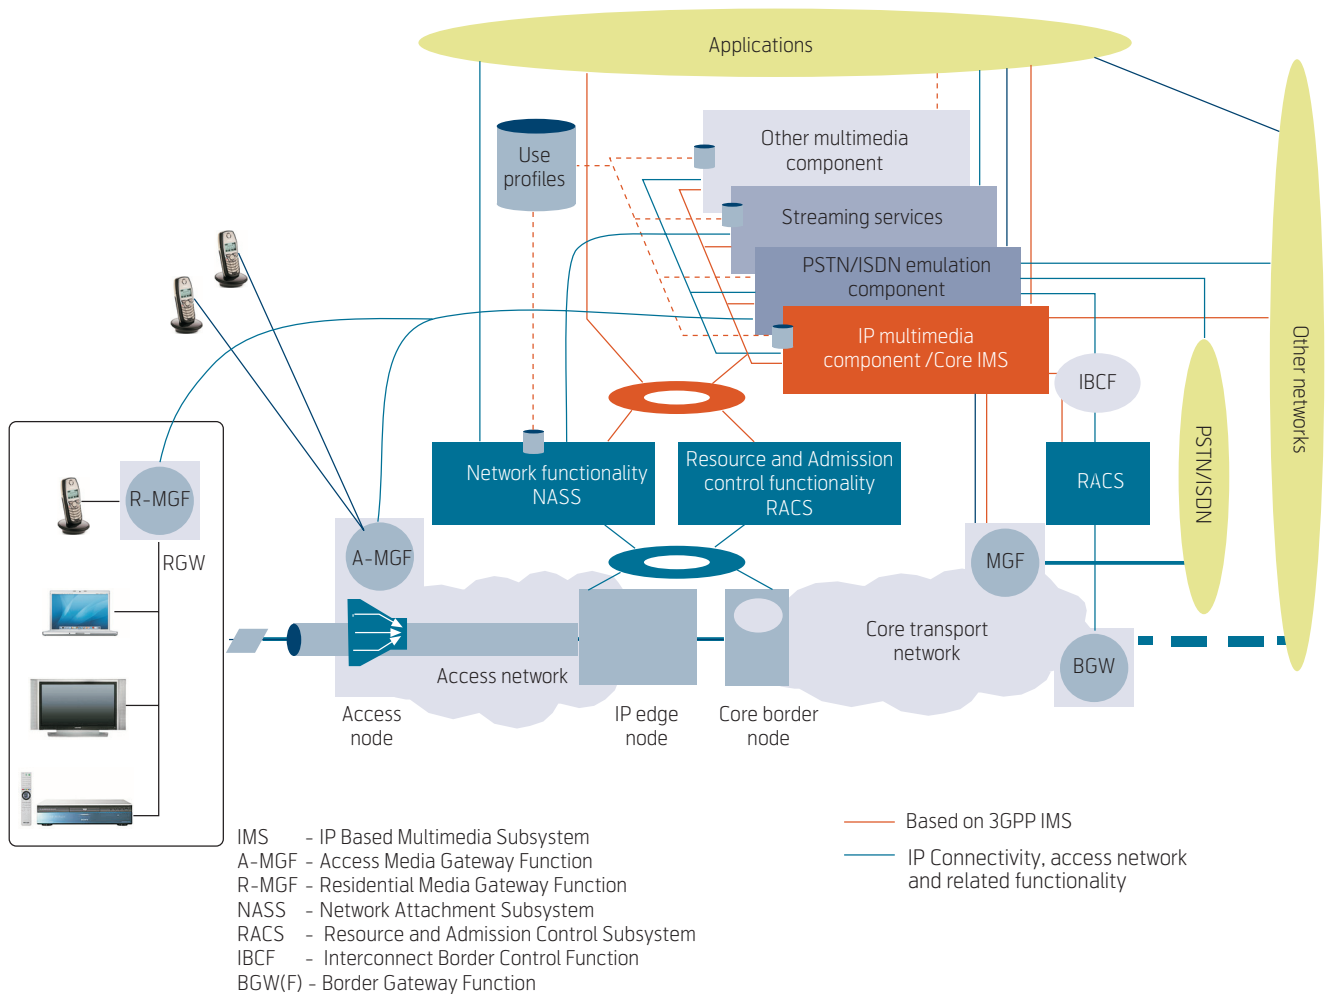 Applications
Other multimedia
component
Use
profiles
Streaming services
PSTN/ISDN emulation
component
IP multimedia
component /Core IMS
Other networks
IBCF
PSTN/ISDN
Network functionality
NASS
Resource and Admission
control functionality
RACS
RACS
R-MGF
RGW
A-MGF
MGF
Core transport
network
BGW
Access network
Access
node
IP edge
node
Core border
node
IMS - IP Based Multimedia Subsystem
A-MGF - Access Media Gateway Function
R-MGF - Residential Media Gateway Function
NASS - Network Attachment Subsystem
RACS - Resource and Admission Control Subsystem
IBCF - Interconnect Border Control Function
BGW(F) - Border Gateway Function
Based on 3GPP IMS
IP Connectivity, access network
and related functionality